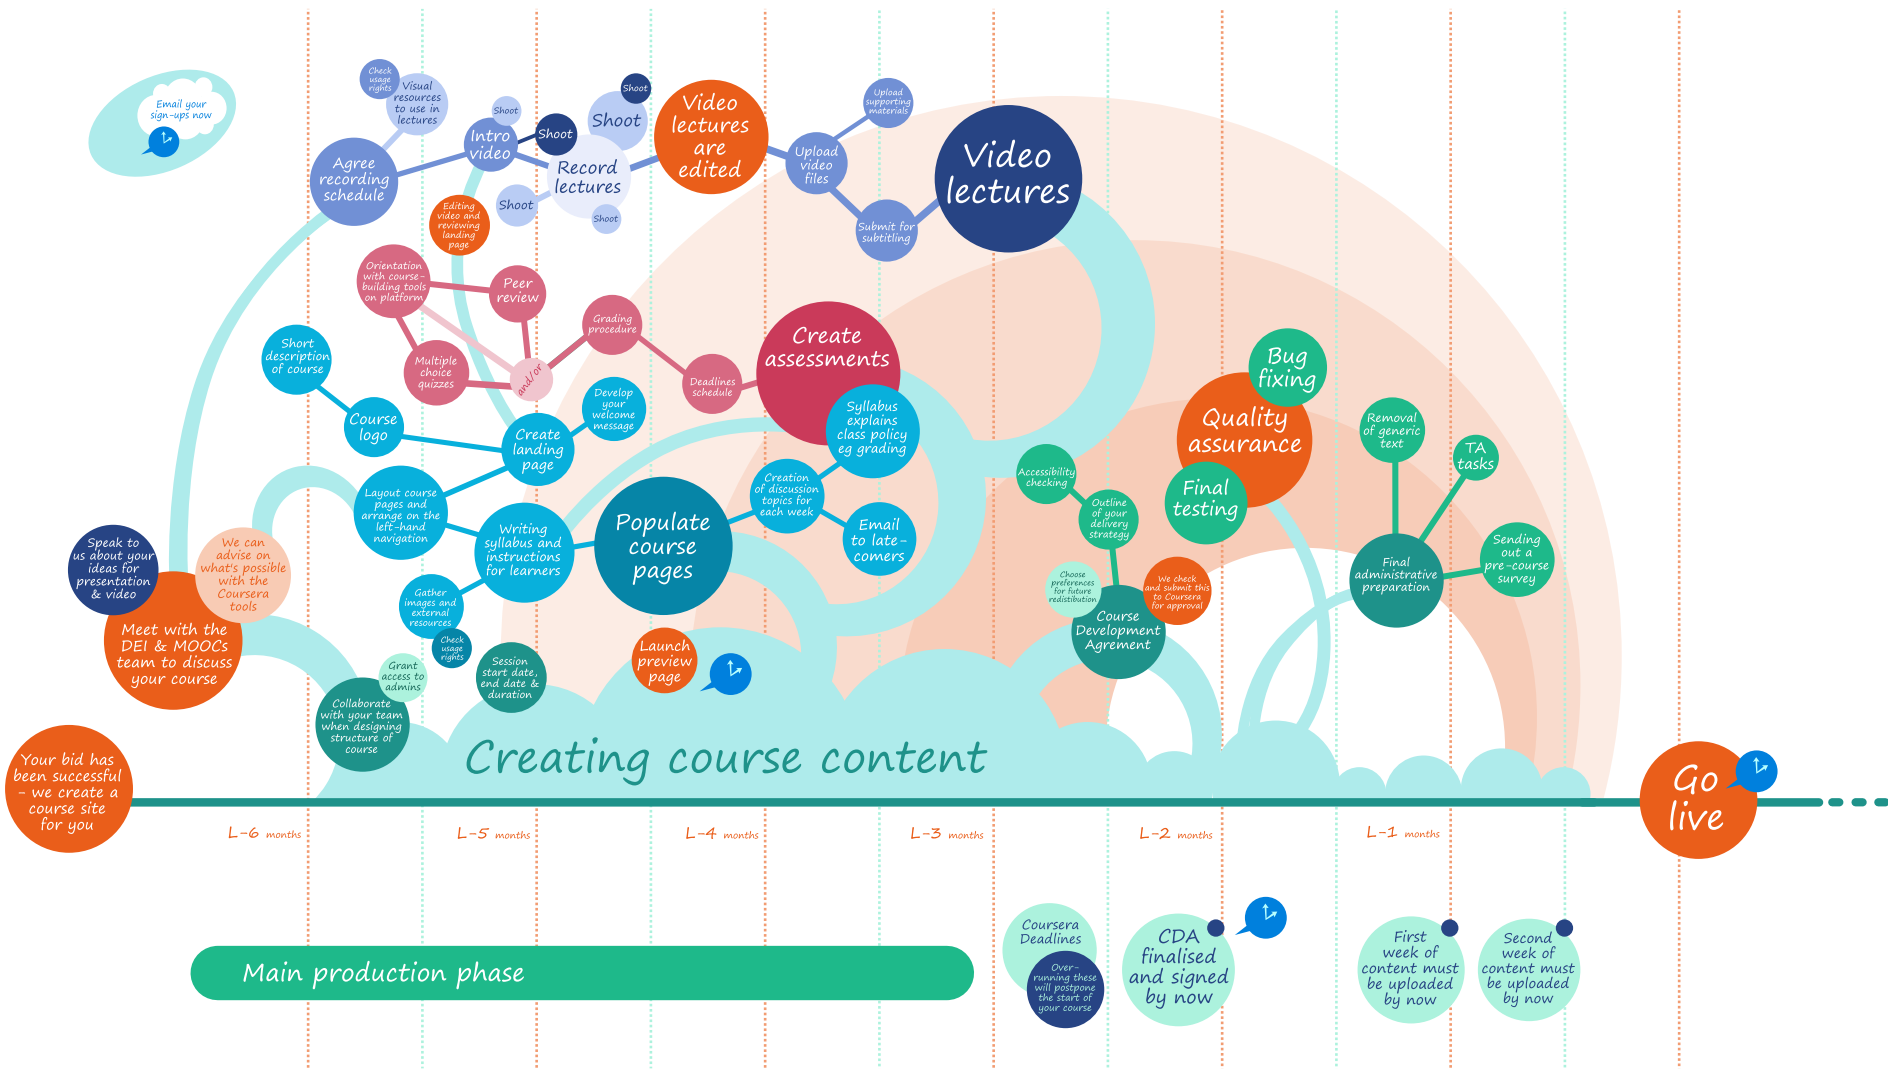 Email your
sign-ups now
Check
usage
rights
Visual
resources
to use in
lectures
Agree
recording
schedule
Shoot
Intro
video
Shoot
Shoot
Shoot
Record
lectures
Shoot
Shoot
Editing
video and
reviewing
landing
page
Video
lectures
are
edited
Upload
supporting
materials
Upload
video
files
Submit for
subtitling
Video
lectures
Orientation
with course-
building tools
on platform
Peer
review
Multiple
choice
quizzes
and/or
Grading
procedure
Deadlines
schedule
Create
assessments
Short
description
of course
Course
logo
Create
landing
page
Develop
your
welcome
message
Layout course
pages and
arrange on the
left-hand
navigation
Writing
syllabus and
instructions
for learners
Gather
images and
external
resources
Check
usage
rights
Populate
course
pages
Creation
of discussion
topics for
each week
Syllabus
explains
class policy
eg grading
Email
to late-
comers
Speak to
us about your
ideas for
presentation
& video
We can
advise on
what's possible
with the
Coursera
tools
Meet with the
DEI & MOOCs
team to discuss
your course
Grant
access to
admins
Collaborate
with your team
when designing
structure of
course
Session
start date,
end date &
duration
Launch
preview
page
Accessibility
checking
Outline
of your
delivery
strategy
Choose
preferences
for future
redistibution
We check
and submit this
to Coursera
for approval
Course
Development
Agrement
Bug
fixing
Quality
assurance
Final
testing
Removal
of generic
text
TA
tasks
Final
administrative
preparation
Sending
out a
pre-course
survey
Your bid has
been successful
- we create a
course site
for you
Creating course content
Go
live
L-6 months
L-5 months
L-4 months
L-3 months
L-2 months
L-1 months
Main production phase
Coursera
Deadlines
Over-
running these
will postpone
the start of
your course
CDA
finalised
and signed
by now
First
week of
content must
be uploaded
by now
Second
week of
content must
be uploaded
by now